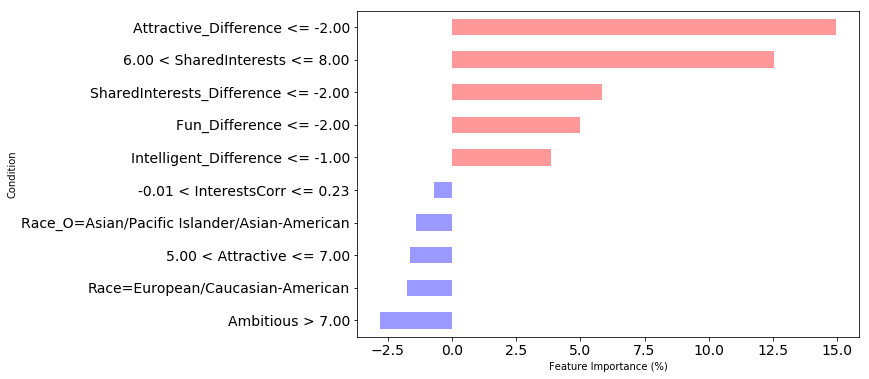 Condition
Attractive_Difference <= -2.00
6.00 < SharedInterests <= 8.00
SharedInterests_Difference <= -2.00
Fun_Difference <= -2.00
Intelligent_Difference <= -1.00
-0.01 < InterestsCorr <= 0.23
Race_O=Asian/Pacific Islander/Asian-American
5.00 < Attractive <= 7.00
Race=European/Caucasian-American
Ambitious > 7.00
−2.5 0.0 2.5 5.0 7.5 10.0 12.5 15.0
Feature Importance (%)